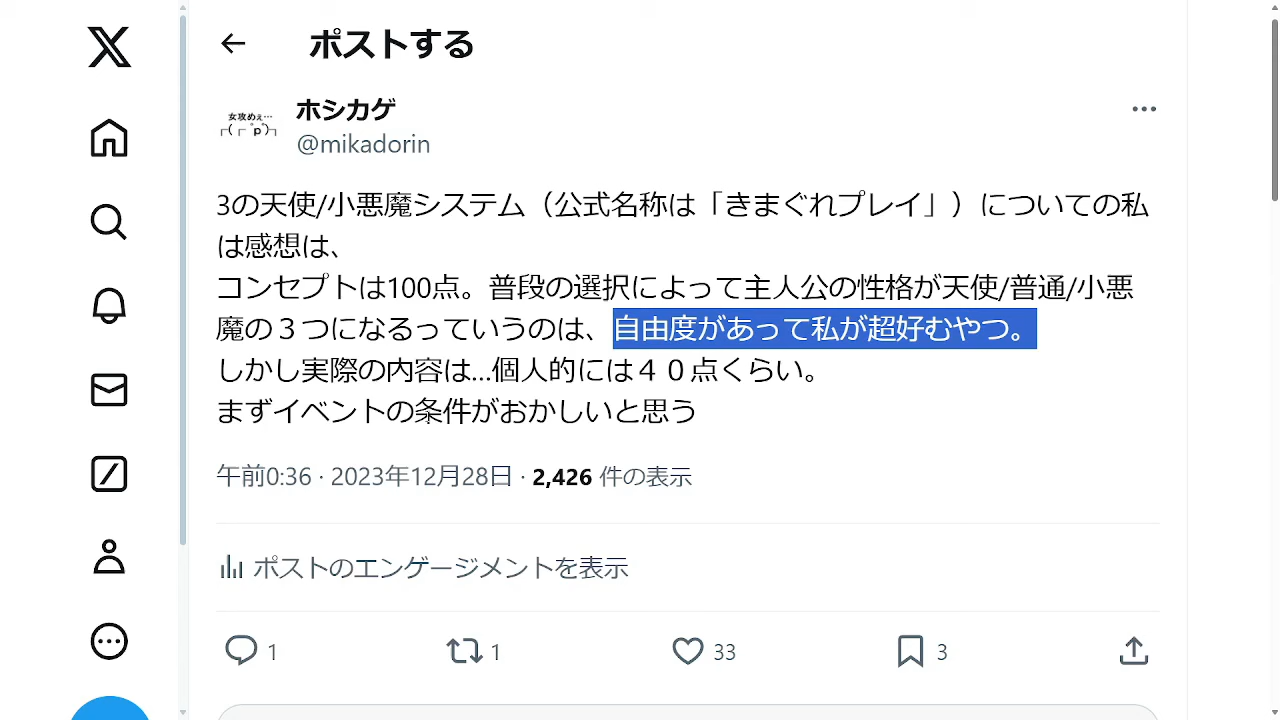 X
ポストする
女攻めぇ…
ホシカゲ
@mikadorin
3の天使/小悪魔システム（公式名称は「きまぐれプレイ」）についての私
は感想は、
コンセプトは100点。普段の選択によって主人公の性格が天使/普通/小悪
魔の３つになるっていうのは、自由度があって私が超好むやつ。
しかし実際の内容は...個人的には４０点くらい。
まずイベントの条件がおかしいと思う
午前0:36 · 2023年12月28日 · 2,426 件の表示
ポストのエンゲージメントを表示
1
1
33
3